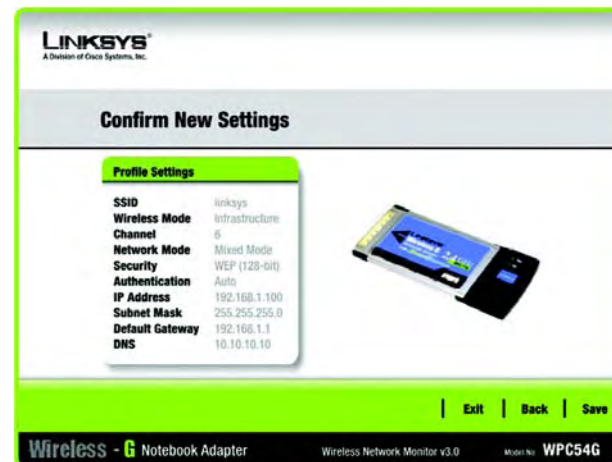 LINKSYS®
A Division of Cisco Systems, Inc.
Confirm New Settings
Profile Settings
SSID linksys
Wireless Mode Infrastructure
Channel 6
Network Mode Mixed Mode
Security WEP (128-bit)
Authentication Auto
IP Address 192.168.1.100
Subnet Mask 255.255.255.0
Default Gateway 192.168.1.1
DNS 10.10.10.10
Exit | Back | Save
Wireless - G Notebook Adapter Wireless Network Monitor v3.0 Model No. WPC54G